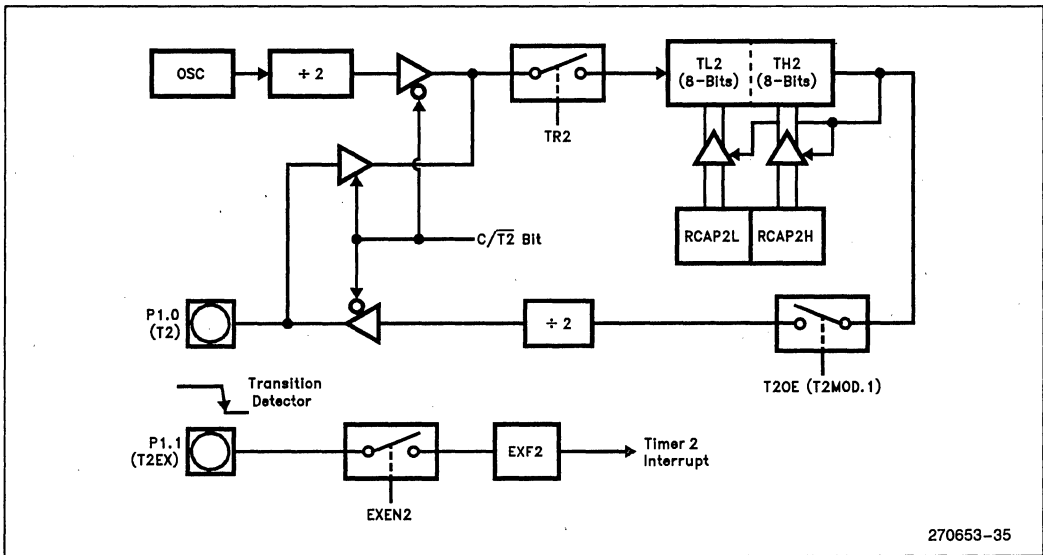 OSC
÷ 2
TR2
TL2
(8-Bits)
TH2
(8-Bits)
RCAP2L
RCAP2H
C/T2̅ Bit
P1.0
(T2)
÷ 2
T2OE (T2MOD.1)
Transition
Detector
P1.1
(T2EX)
EXEN2
EXF2
Timer 2
Interrupt
270653-35